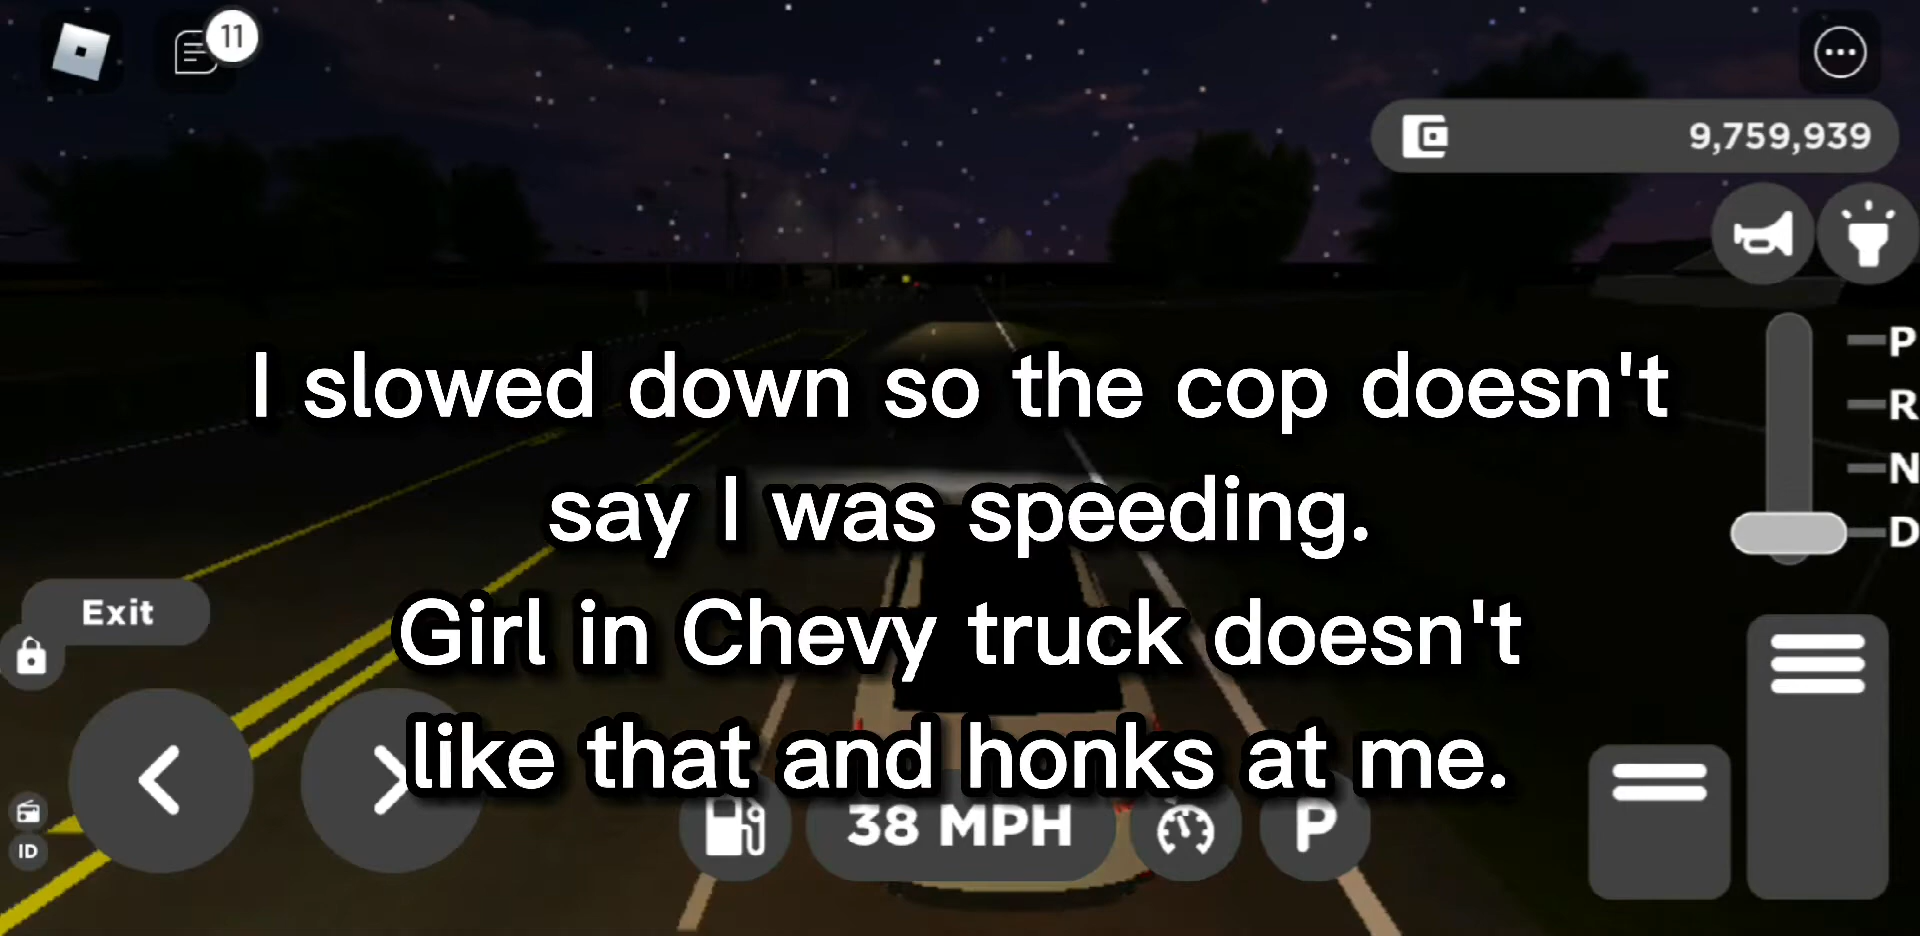 11
9,759,939
P
R
N
D
I slowed down so the cop doesn't
say I was speeding.
Girl in Chevy truck doesn't
like that and honks at me.
Exit
ID
38 MPH
P